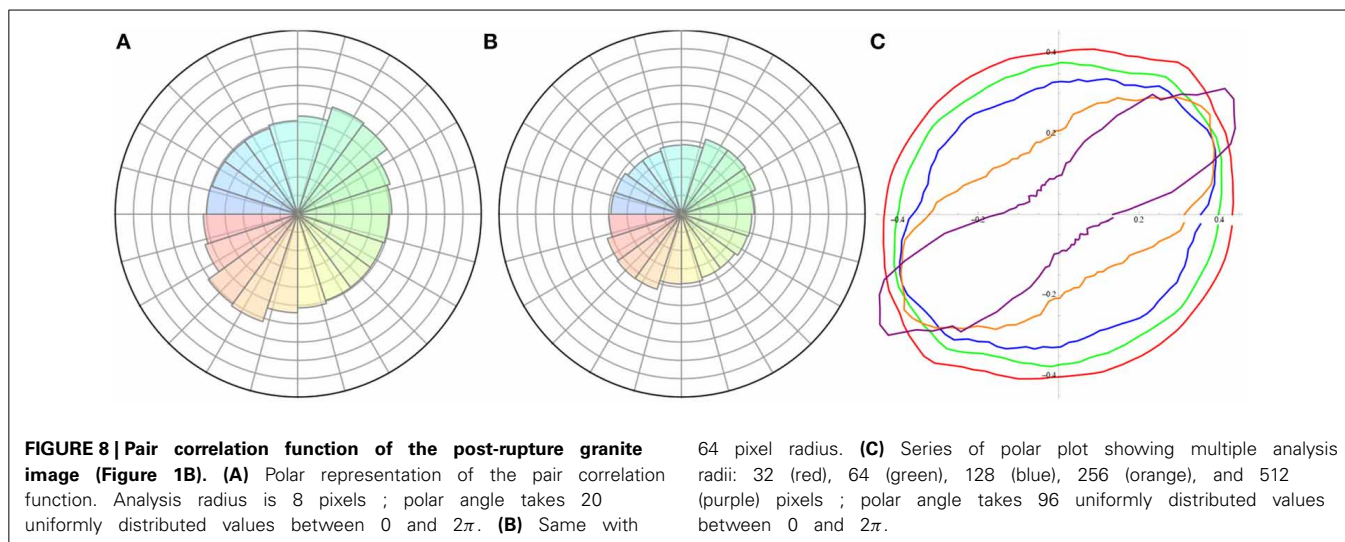 A
B
C
0.4
0.2
−0.4
−0.2
0.2
0.4
−0.2
−0.4
FIGURE 8 | Pair correlation function of the post-rupture granite
image (Figure 1B). (A) Polar representation of the pair correlation
function. Analysis radius is 8 pixels ; polar angle takes 20
uniformly distributed values between 0 and 2π. (B) Same with
64 pixel radius. (C) Series of polar plot showing multiple analysis
radii: 32 (red), 64 (green), 128 (blue), 256 (orange), and 512
(purple) pixels ; polar angle takes 96 uniformly distributed values
between 0 and 2π.